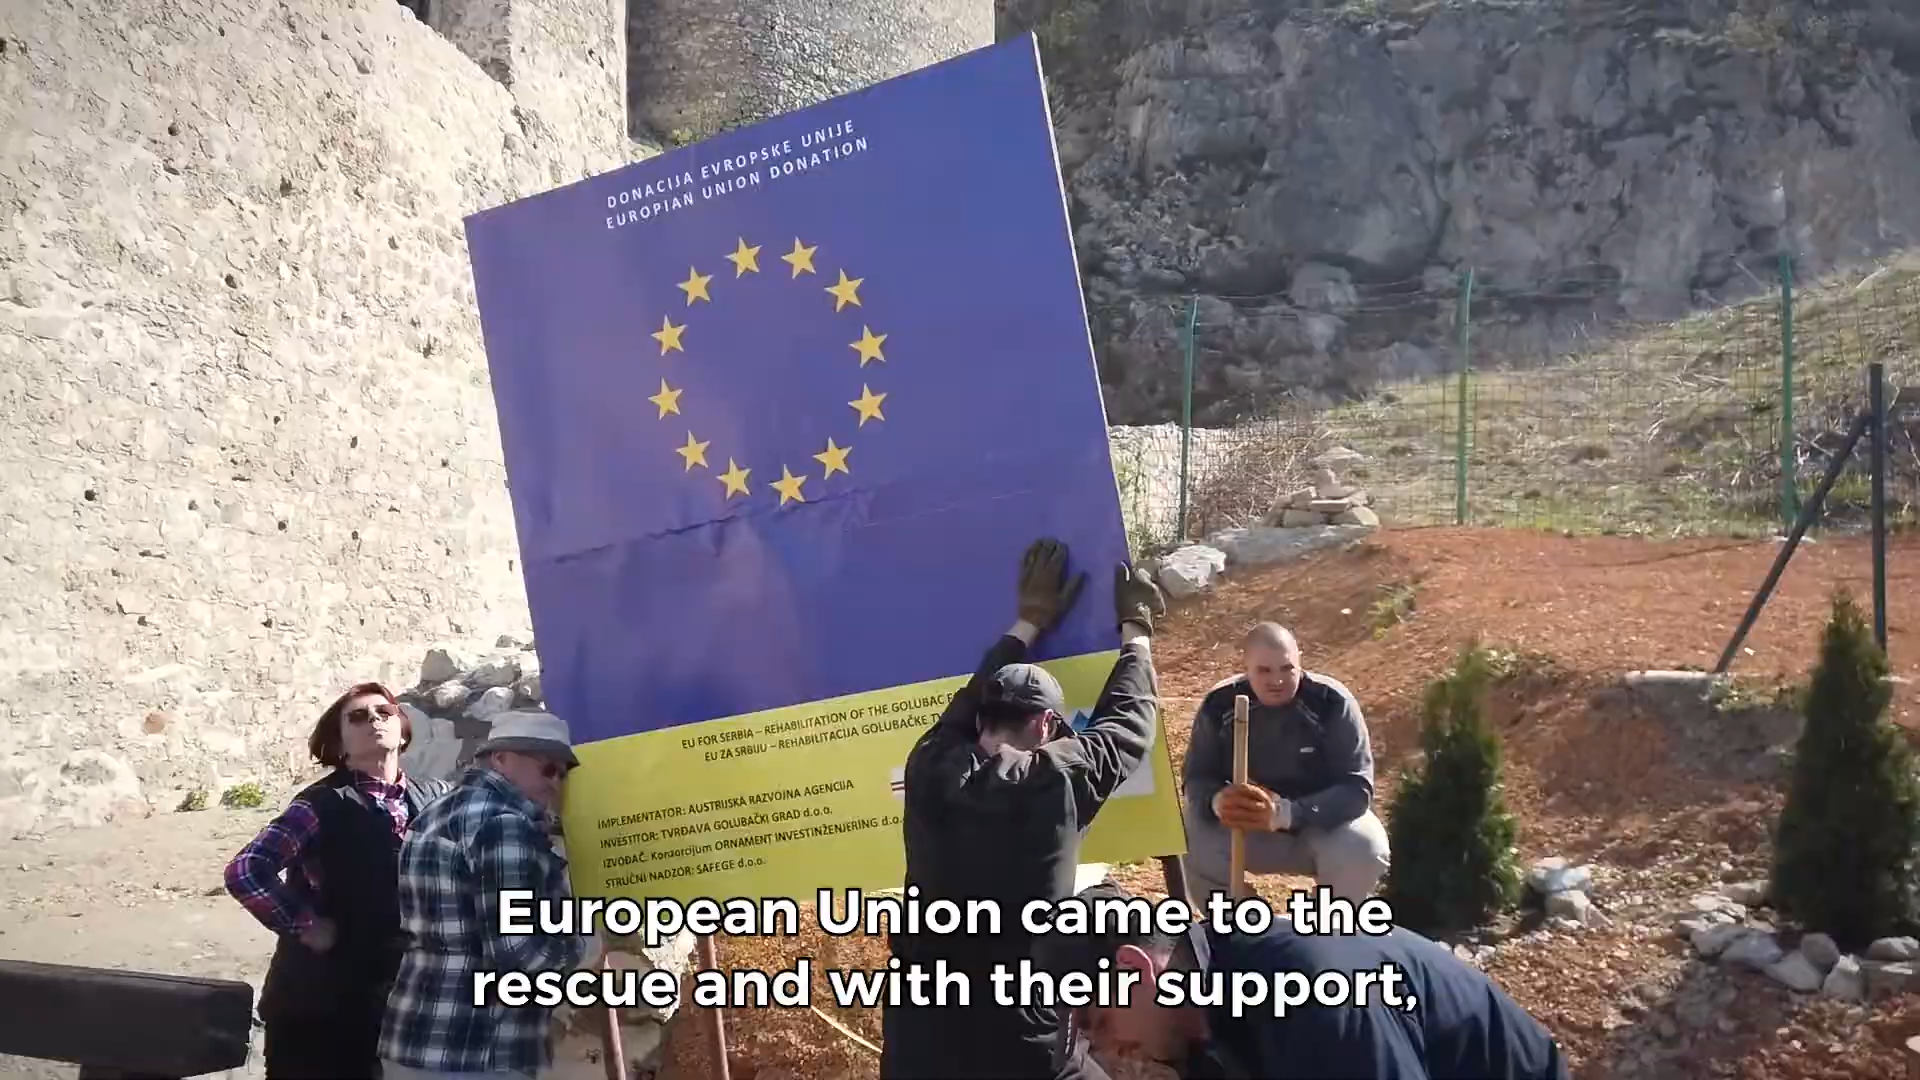 DONACIJA EVROPSKE UNIJE
EUROPIAN UNION DONATION
EU FOR SERBIA – REHABILITATION OF THE GOLUBAC
EU ZA SRBIJU – REHABILITACIJA GOLUBAČKE
IMPLEMENTATOR: AUSTRIJSKA RAZVOJNA AGENCIJA
INVESTITOR: TVRĐAVA GOLUBAČKI GRAD d.o.o.
IZVOĐAČ: Konzorcijum ORNAMENT INVESTINŽENJERING d.o.
STRUČNI NADZOR: SAFEGE d.o.o.
European Union came to the
rescue and with their support,